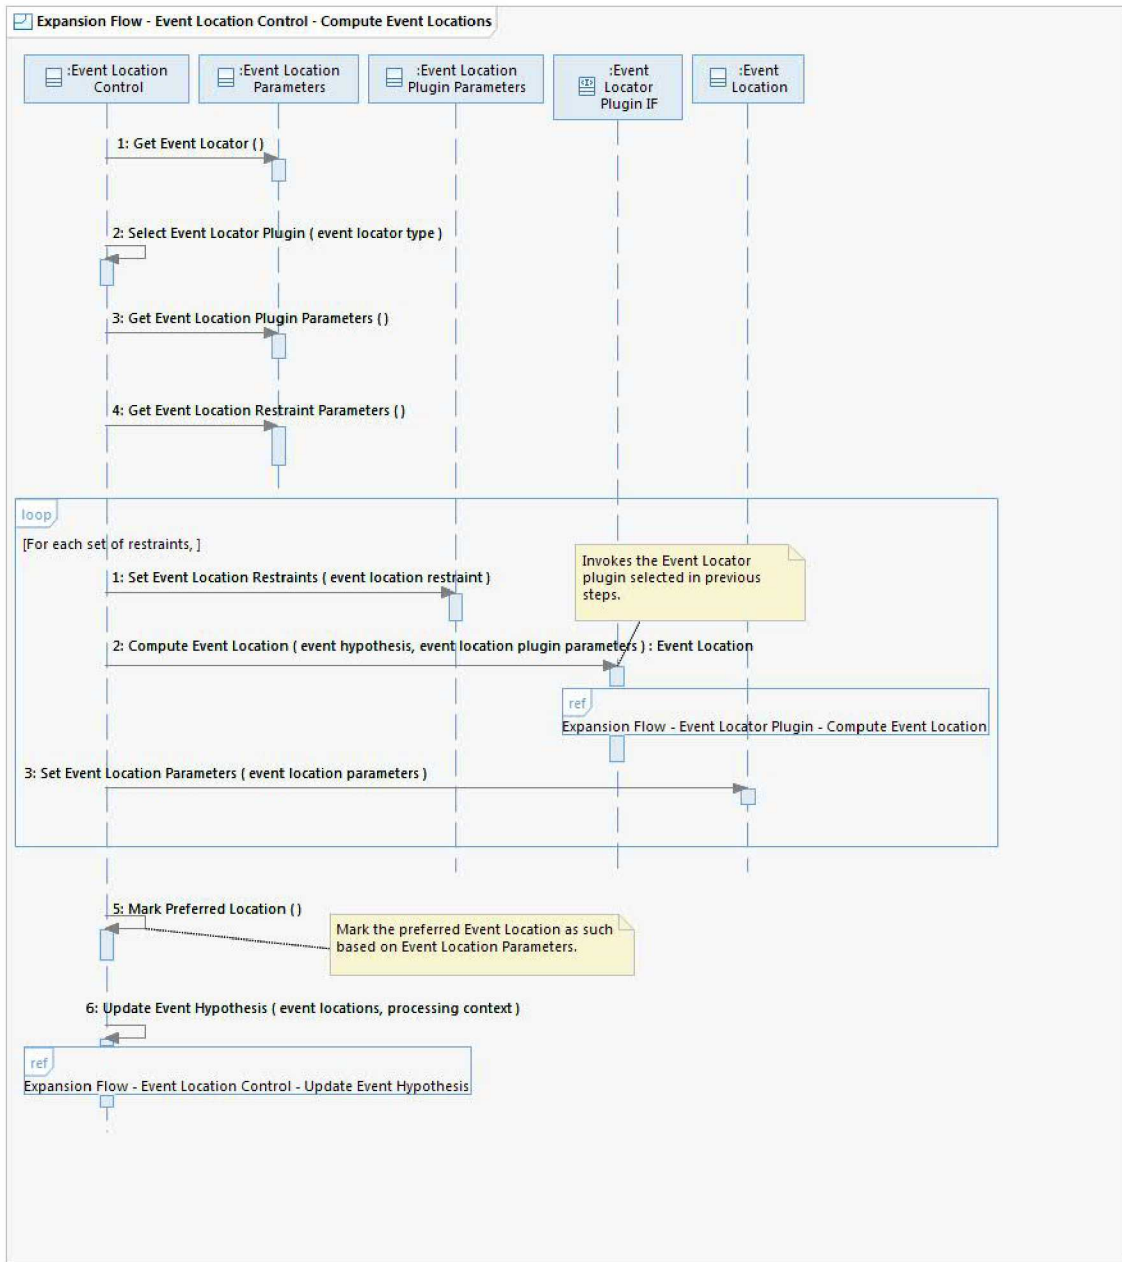 Expansion Flow - Event Location Control - Compute Event Locations
:Event Location
Control
:Event Location
Parameters
:Event Location
Plugin Parameters
:Event
Locator
Plugin IF
:Event
Location
1: Get Event Locator ( )
2: Select Event Locator Plugin ( event locator type )
3: Get Event Location Plugin Parameters ( )
4: Get Event Location Restraint Parameters ( )
loop
[For each set of restraints, ]
Invokes the Event Locator
plugin selected in previous
steps.
1: Set Event Location Restraints ( event location restraint )
2: Compute Event Location ( event hypothesis, event location plugin parameters ) : Event Location
ref
Expansion Flow - Event Locator Plugin - Compute Event Location
3: Set Event Location Parameters ( event location parameters )
5: Mark Preferred Location ( )
Mark the preferred Event Location as such
based on Event Location Parameters.
6: Update Event Hypothesis ( event locations, processing context )
ref
Expansion Flow - Event Location Control - Update Event Hypothesis